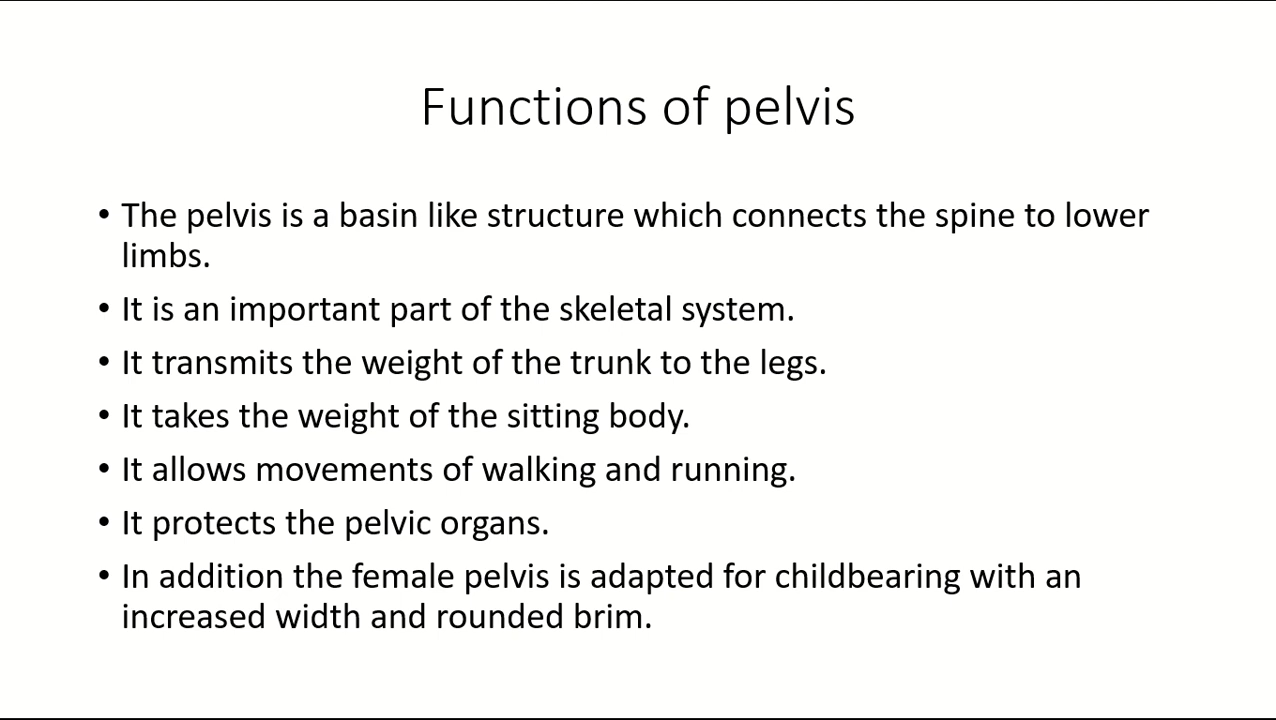 Functions of pelvis
• The pelvis is a basin like structure which connects the spine to lower
limbs.
• It is an important part of the skeletal system.
• It transmits the weight of the trunk to the legs.
• It takes the weight of the sitting body.
• It allows movements of walking and running.
• It protects the pelvic organs.
• In addition the female pelvis is adapted for childbearing with an
increased width and rounded brim.